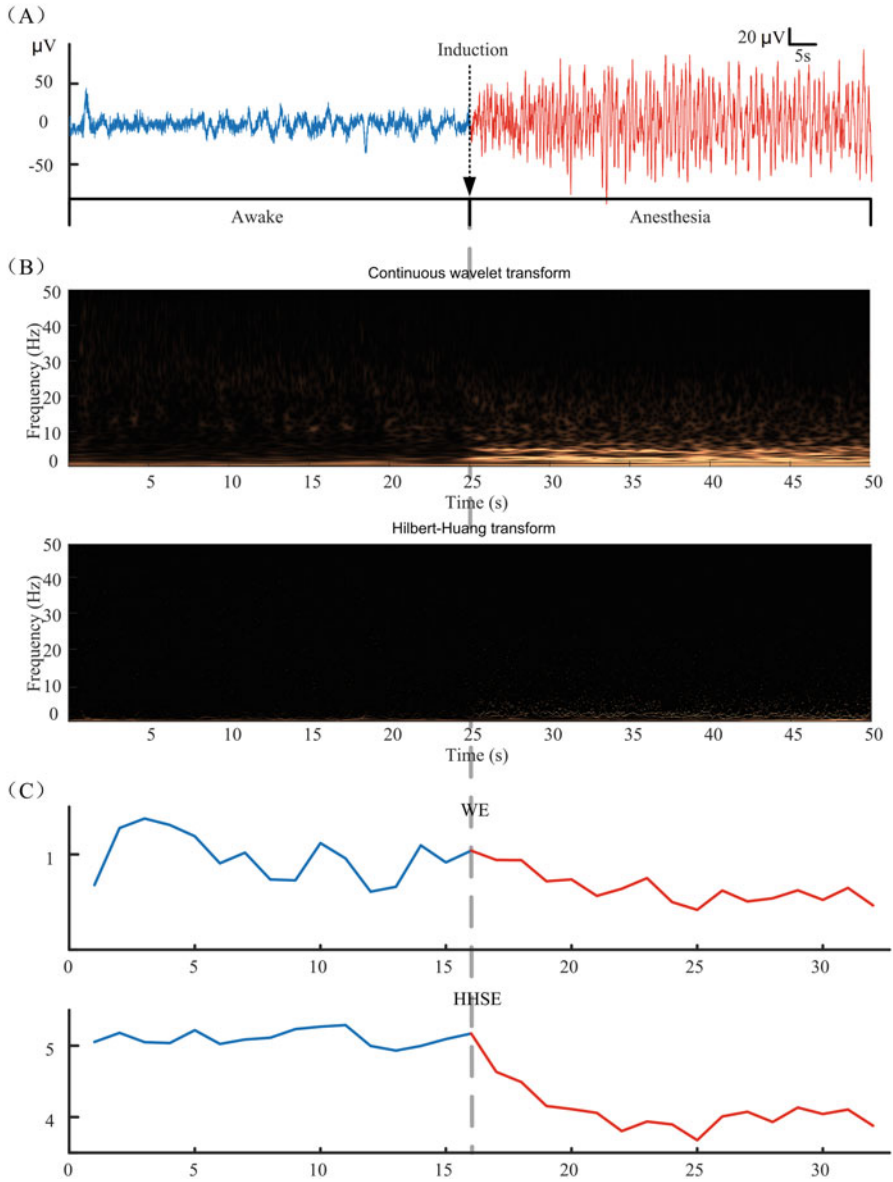 （A）
μV
50
0
-50
Induction
20 μV
5s
Awake
Anesthesia
（B）
Continuous wavelet transform
50
40
30
20
10
0
Frequency (Hz)
5 10 15 20 25 30 35 40 45 50
Time (s)
Hilbert-Huang transform
50
40
30
20
10
0
Frequency (Hz)
5 10 15 20 25 30 35 40 45 50
Time (s)
（C）
WE
1
0 5 10 15 20 25 30
HHSE
5
4
0 5 10 15 20 25 30